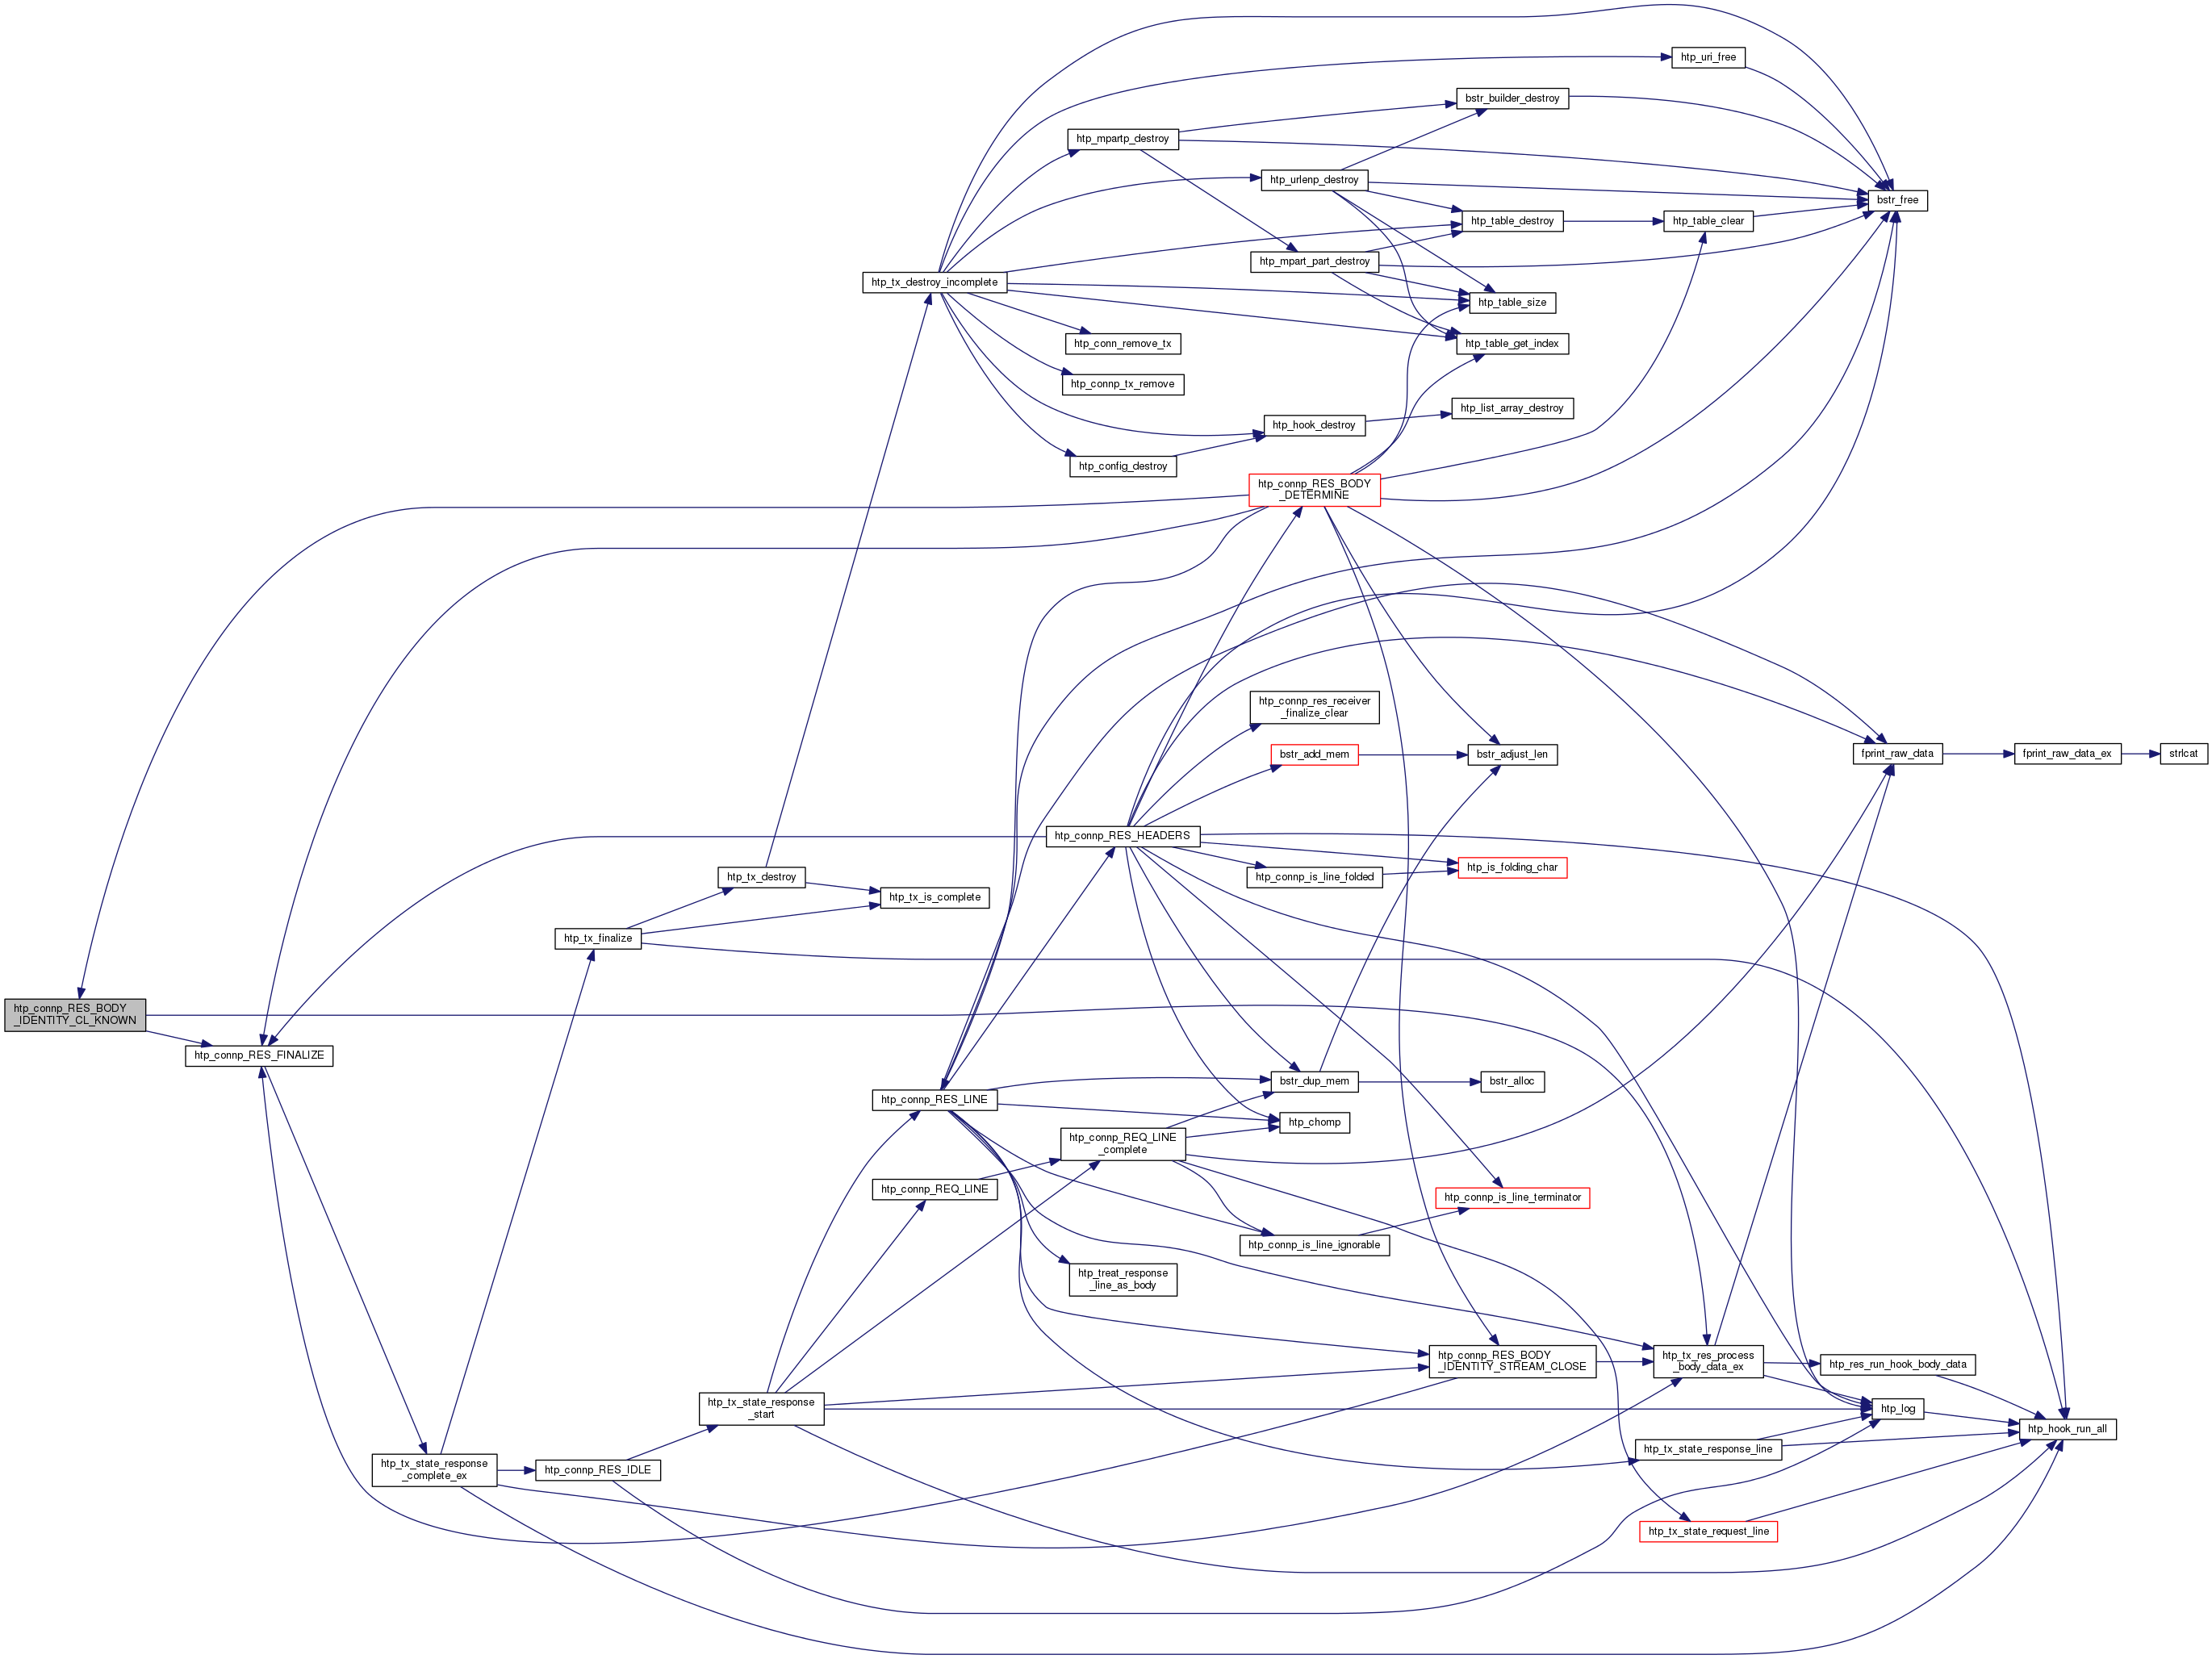 htp_uri_free
bstr_builder_destroy
htp_mpartp_destroy
htp_urlenp_destroy
bstr_free
htp_table_destroy
htp_table_clear
htp_mpart_part_destroy
htp_tx_destroy_incomplete
htp_table_size
htp_conn_remove_tx
htp_table_get_index
htp_connp_tx_remove
htp_list_array_destroy
htp_hook_destroy
htp_config_destroy
htp_connp_RES_BODY
_DETERMINE
htp_connp_res_receiver
_finalize_clear
bstr_add_mem
bstr_adjust_len
fprint_raw_data
fprint_raw_data_ex
strlcat
htp_connp_RES_HEADERS
htp_is_folding_char
htp_connp_is_line_folded
htp_tx_destroy
htp_tx_is_complete
htp_tx_finalize
htp_connp_RES_BODY
_IDENTITY_CL_KNOWN
htp_connp_RES_FINALIZE
bstr_dup_mem
bstr_alloc
htp_connp_RES_LINE
htp_chomp
htp_connp_REQ_LINE
_complete
htp_connp_REQ_LINE
htp_connp_is_line_terminator
htp_connp_is_line_ignorable
htp_treat_response
_line_as_body
htp_connp_RES_BODY
_IDENTITY_STREAM_CLOSE
htp_tx_res_process
_body_data_ex
htp_res_run_hook_body_data
htp_tx_state_response
_start
htp_log
htp_hook_run_all
htp_tx_state_response_line
htp_tx_state_response
_complete_ex
htp_connp_RES_IDLE
htp_tx_state_request_line